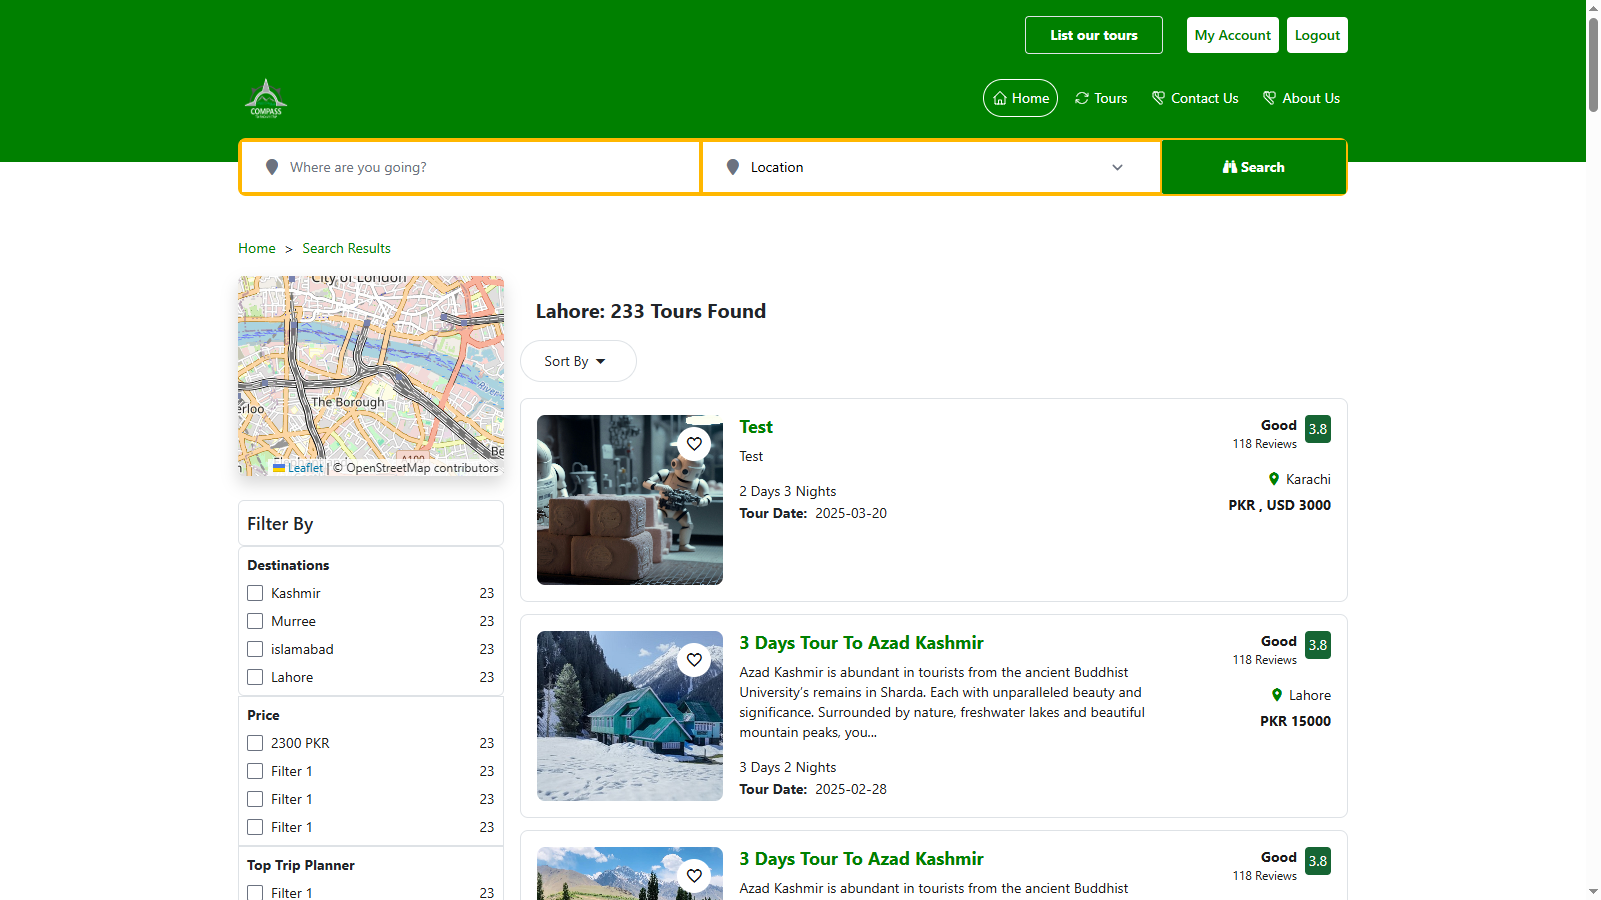 List our tours
My Account
Logout
COMPASS
Home
Tours
Contact Us
About Us
Where are you going?
Location
Search
Home > Search Results
City of London
The Borough
Leaflet | © OpenStreetMap contributors
Lahore: 233 Tours Found
Sort By
Filter By
Destinations
Kashmir 23
Murree 23
islamabad 23
Lahore 23
Price
2300 PKR 23
Filter 1 23
Filter 1 23
Filter 1 23
Top Trip Planner
Filter 1 23
Test
Test
2 Days 3 Nights
Tour Date: 2025-03-20
Good
118 Reviews
3.8
Karachi
PKR , USD 3000
3 Days Tour To Azad Kashmir
Azad Kashmir is abundant in tourists from the ancient Buddhist
University’s remains in Sharda. Each with unparalleled beauty and
significance. Surrounded by nature, freshwater lakes and beautiful
mountain peaks, you...
3 Days 2 Nights
Tour Date: 2025-02-28
Good
118 Reviews
3.8
Lahore
PKR 15000
3 Days Tour To Azad Kashmir
Azad Kashmir is abundant in tourists from the ancient Buddhist
Good
118 Reviews
3.8